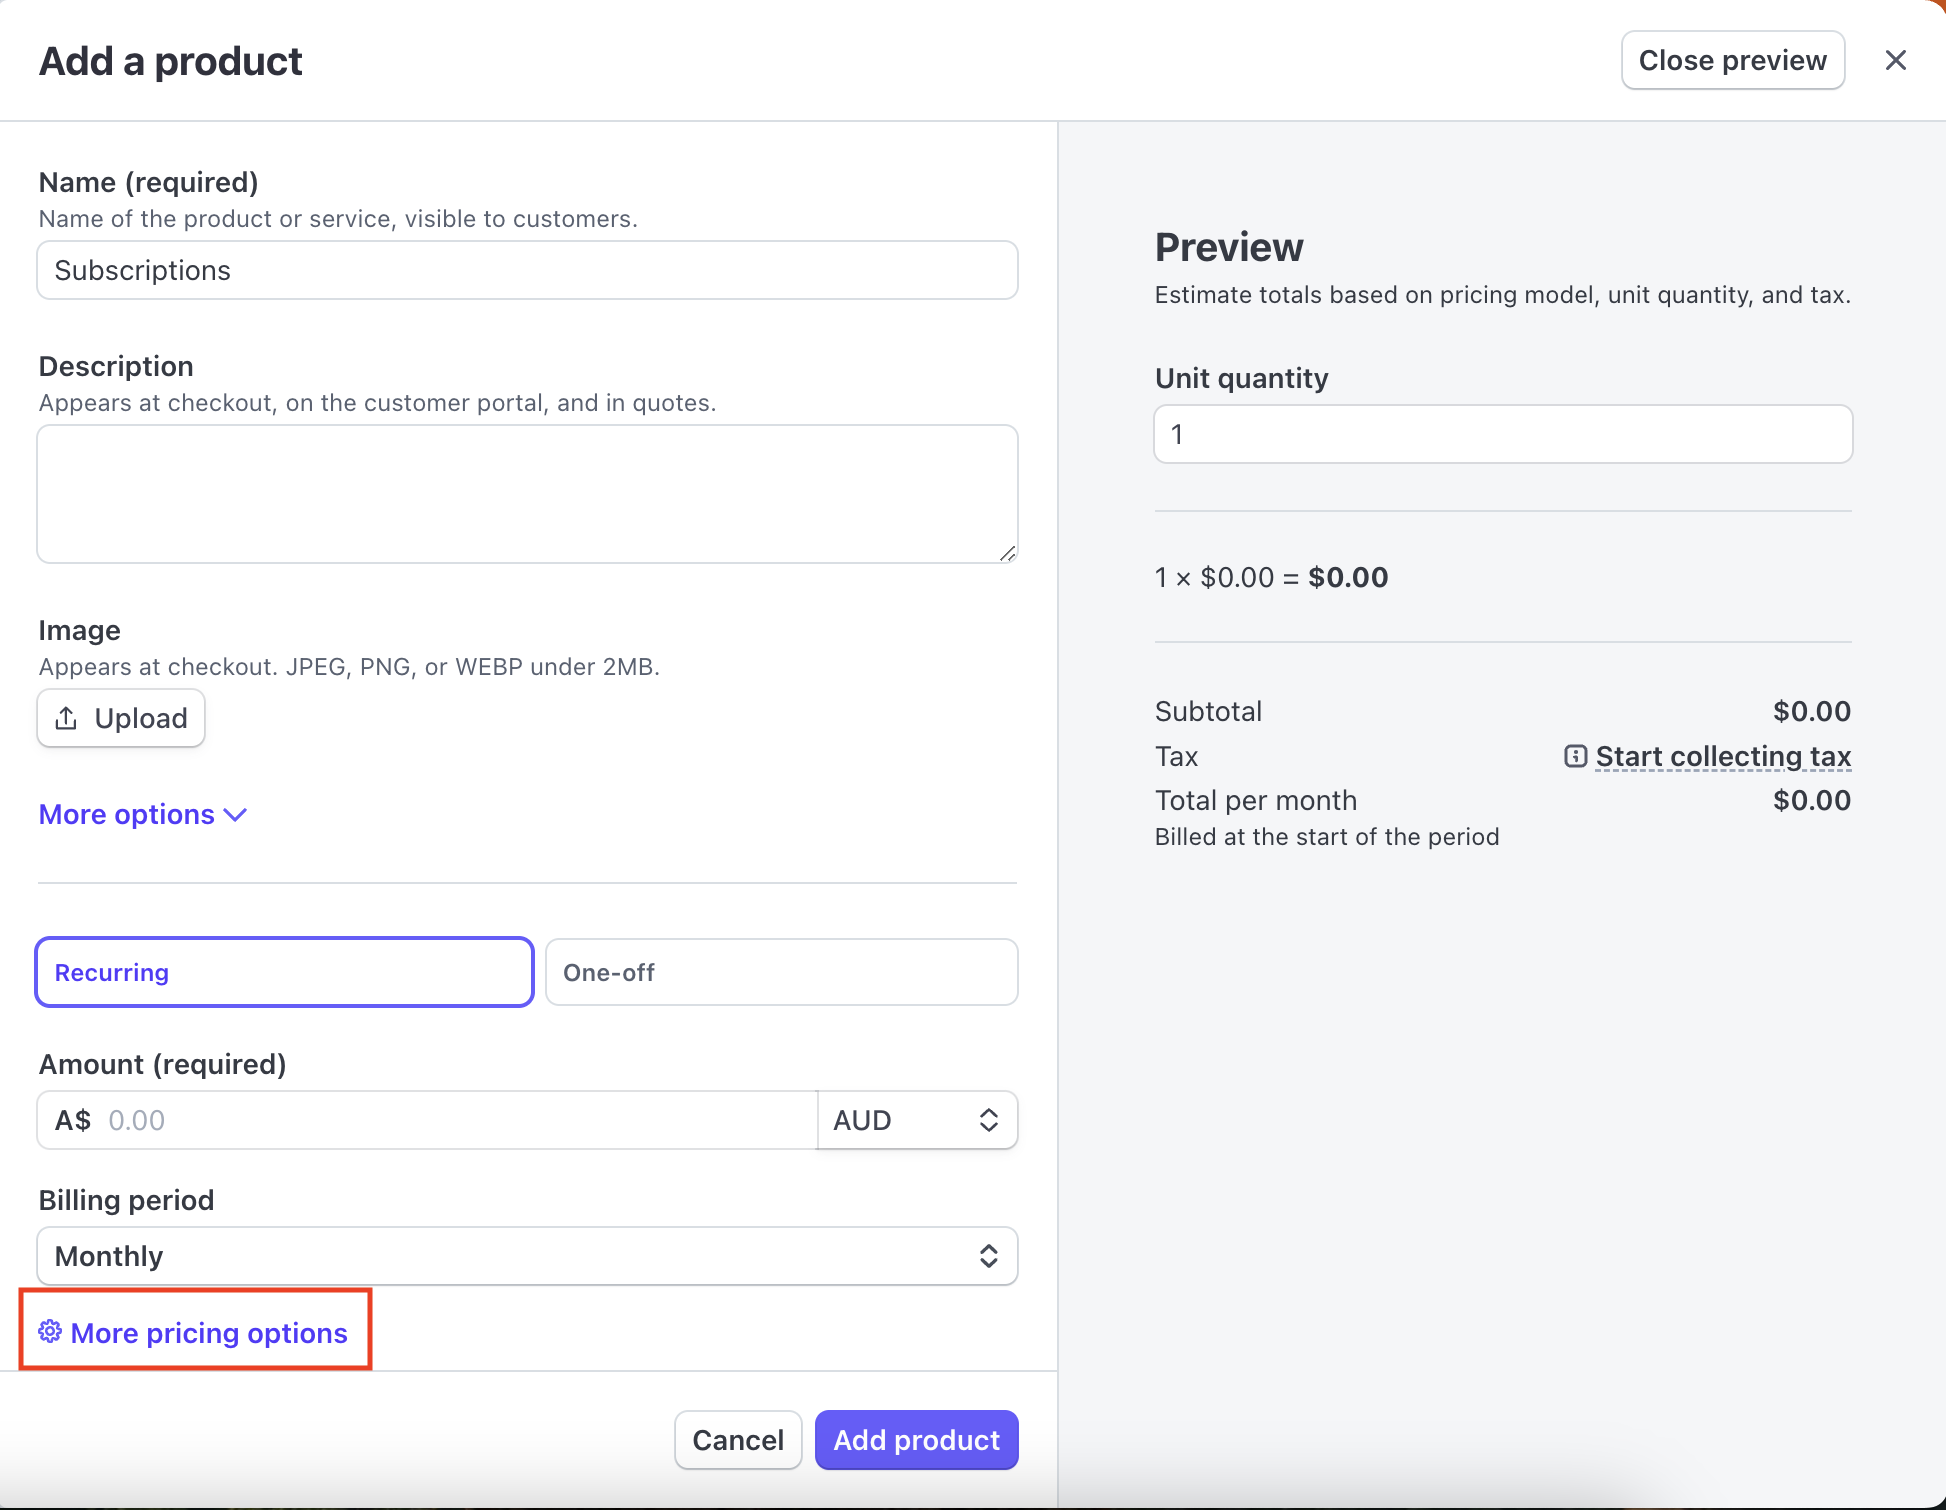 Add a product
Close preview
Name (required)
Name of the product or service, visible to customers.
Subscriptions
Description
Appears at checkout, on the customer portal, and in quotes.
Image
Appears at checkout. JPEG, PNG, or WEBP under 2MB.
Upload
More options
Recurring
One-off
Amount (required)
A$ 0.00
AUD
Billing period
Monthly
More pricing options
Cancel
Add product
Preview
Estimate totals based on pricing model, unit quantity, and tax.
Unit quantity
1
1 × $0.00 = $0.00
Subtotal $0.00
Tax Start collecting tax
Total per month $0.00
Billed at the start of the period